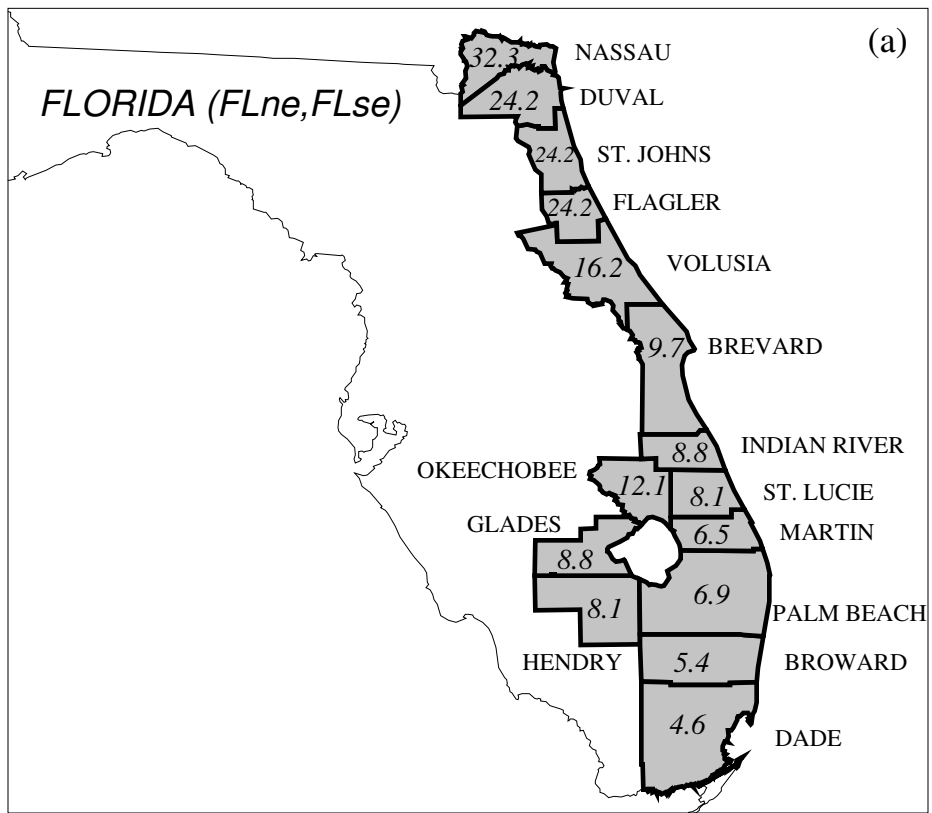 (a)
32.3 NASSAU
FLORIDA (FLne,FLse)
24.2 DUVAL
24.2 ST. JOHNS
24.2 FLAGLER
16.2 VOLUSIA
9.7 BREVARD
8.8 INDIAN RIVER
OKEECHOBEE 12.1
8.1 ST. LUCIE
GLADES 8.8
6.5 MARTIN
6.9 PALM BEACH
8.1 HENDRY
5.4 BROWARD
4.6 DADE